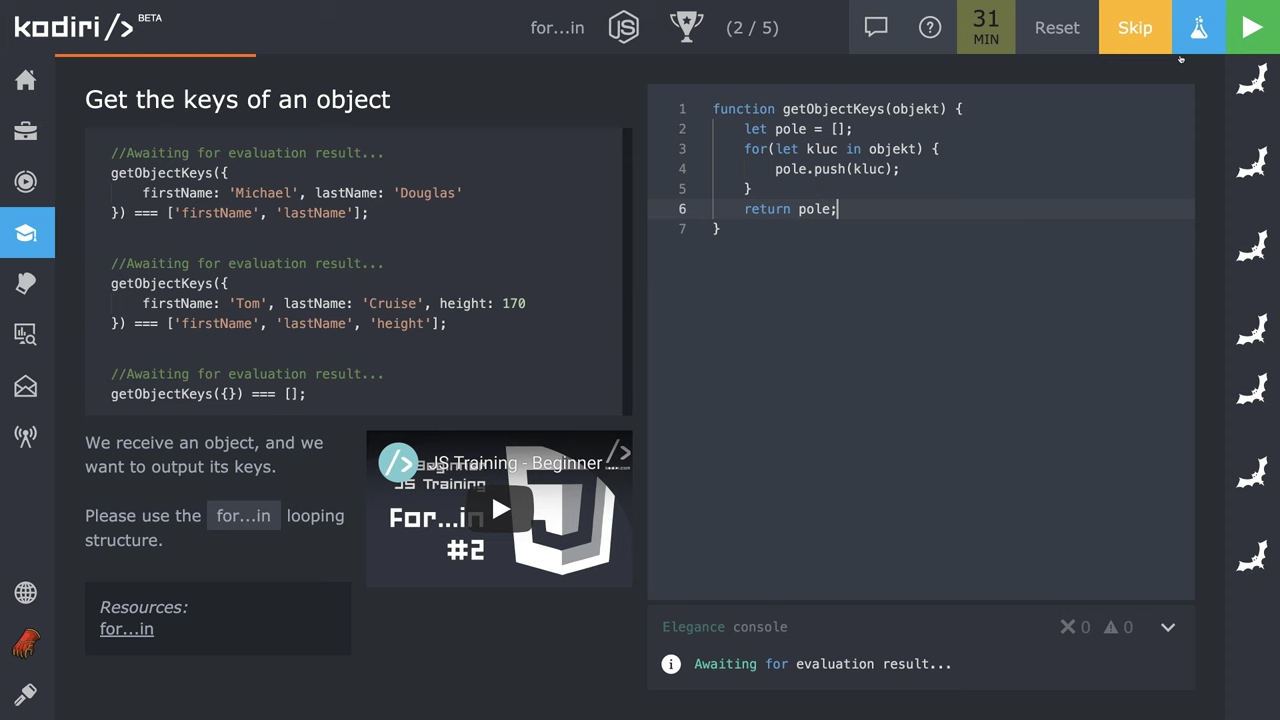 kodiri/> BETA
for...in
(2 / 5)
31
MIN
Reset
Skip
Get the keys of an object
//Awaiting for evaluation result...
getObjectKeys({
firstName: 'Michael', lastName: 'Douglas'
}) === ['firstName', 'lastName'];
//Awaiting for evaluation result...
getObjectKeys({
firstName: 'Tom', lastName: 'Cruise', height: 170
}) === ['firstName', 'lastName', 'height'];
//Awaiting for evaluation result...
getObjectKeys({}) === [];
We receive an object, and we
want to output its keys.
Please use the for...in looping
structure.
Resources:
for...in
JS Training - Beginner
Beginner
JS Training
For...in
#2
1 function getObjectKeys(objekt) {
2 let pole = [];
3 for(let kluc in objekt) {
4 pole.push(kluc);
5 }
6 return pole;
7 }
Elegance console
0 0
Awaiting for evaluation result...